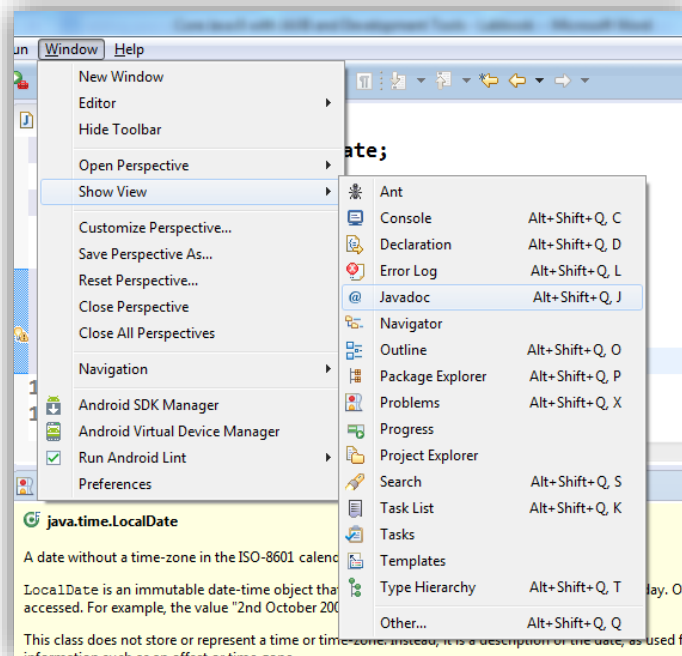 un Window Help
New Window
Editor
Hide Toolbar
Open Perspective
Show View
Customize Perspective...
Save Perspective As...
Reset Perspective...
Close Perspective
Close All Perspectives
Navigation
Android SDK Manager
Android Virtual Device Manager
Run Android Lint
Preferences
ate;
Ant
Console Alt+Shift+Q, C
Declaration Alt+Shift+Q, D
Error Log Alt+Shift+Q, L
@ Javadoc Alt+Shift+Q, J
Navigator
Outline Alt+Shift+Q, O
Package Explorer Alt+Shift+Q, P
Problems Alt+Shift+Q, X
Progress
Project Explorer
Search Alt+Shift+Q, S
Task List Alt+Shift+Q, K
Tasks
Templates
Type Hierarchy Alt+Shift+Q, T
Other... Alt+Shift+Q, Q
1
1
java.time.LocalDate
A date without a time-zone in the ISO-8601 calend
LocalDate is an immutable date-time object tha day. O
accessed. For example, the value "2nd October 200
This class does not store or represent a time or time-zone. Instead, it is a description of the date, as used f